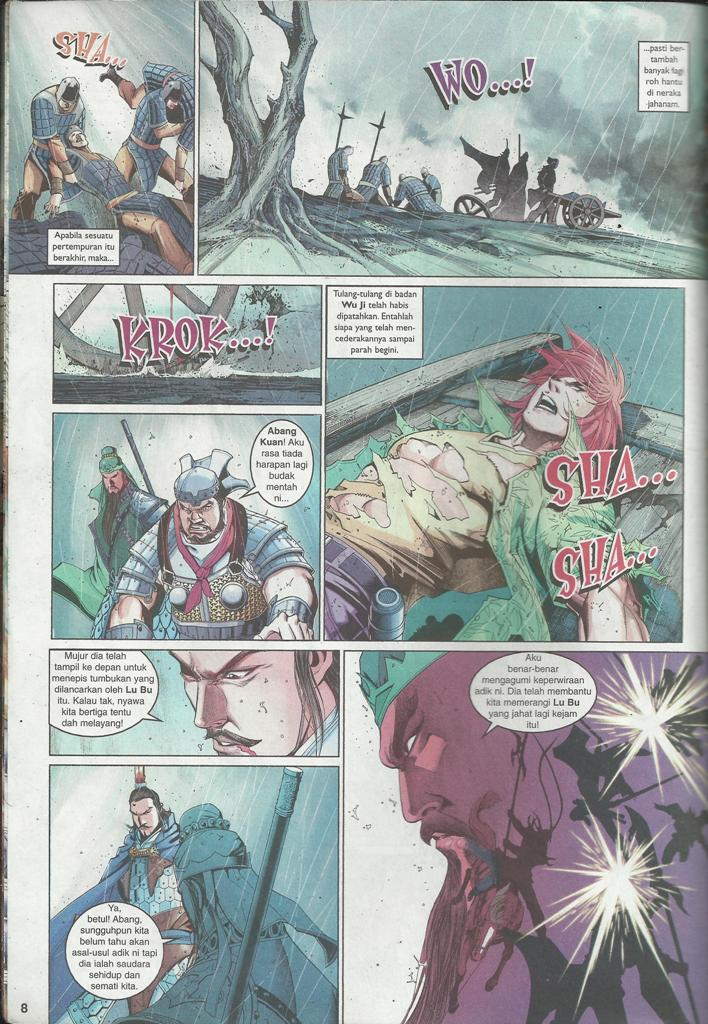 SHA...
Apabila sesuatu
pertempuran itu
berakhir, maka...
WO...!
...pasti ber-
tambah
banyak lagi
roh hantu
di neraka
jahanam.
KROK...!
Tulang-tulang di badan
Wu Ji telah habis
dipatahkan. Entahlah
siapa yang telah men-
cederakannya sampai
parah begini.
Abang
Kuan! Aku
rasa tiada
harapan lagi
budak
mentah
ni...
SHA...
SHA...
Mujur dia telah
tampil ke depan untuk
menepis tumbukan yang
dilancarkan oleh Lu Bu
itu. Kalau tak, nyawa
kita bertiga tentu
dah melayang!
Aku
benar-benar
mengagumi keperwiraan
adik ni. Dia telah membantu
kita memerangi Lu Bu
yang jahat lagi kejam
itu!
Ya,
betul! Abang,
sungguhpun kita
belum tahu akan
asal-usul adik ni tapi
dia ialah saudara
sehidup dan
semati kita.
8